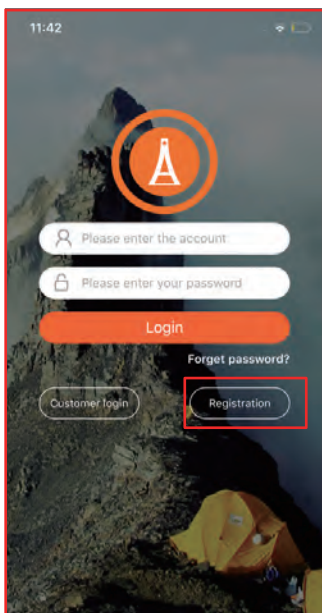 11:42
Please enter the account
Please enter your password
Login
Forget password?
Customer login
Registration